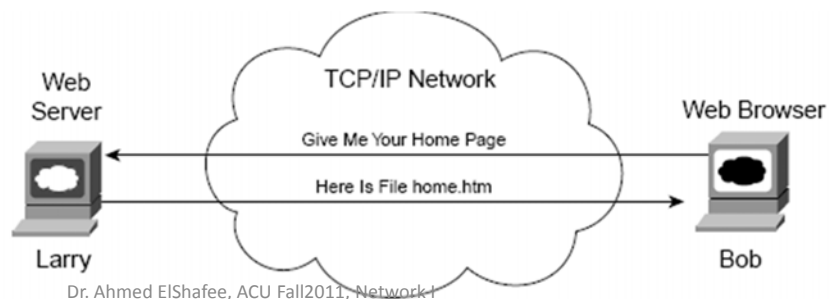 TCP/IP Network
Web
Server
Web Browser
Give Me Your Home Page
Here Is File home.htm
Larry
Bob
Dr. Ahmed ElShafee, ACU Fall2011, Network I